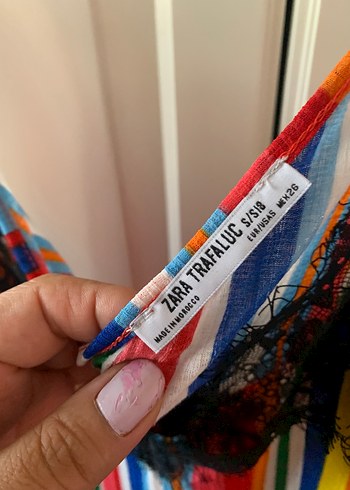 ZARA TRAFALUC S/S18
EUR/USA S MEX 26
MADE IN MOROCCO